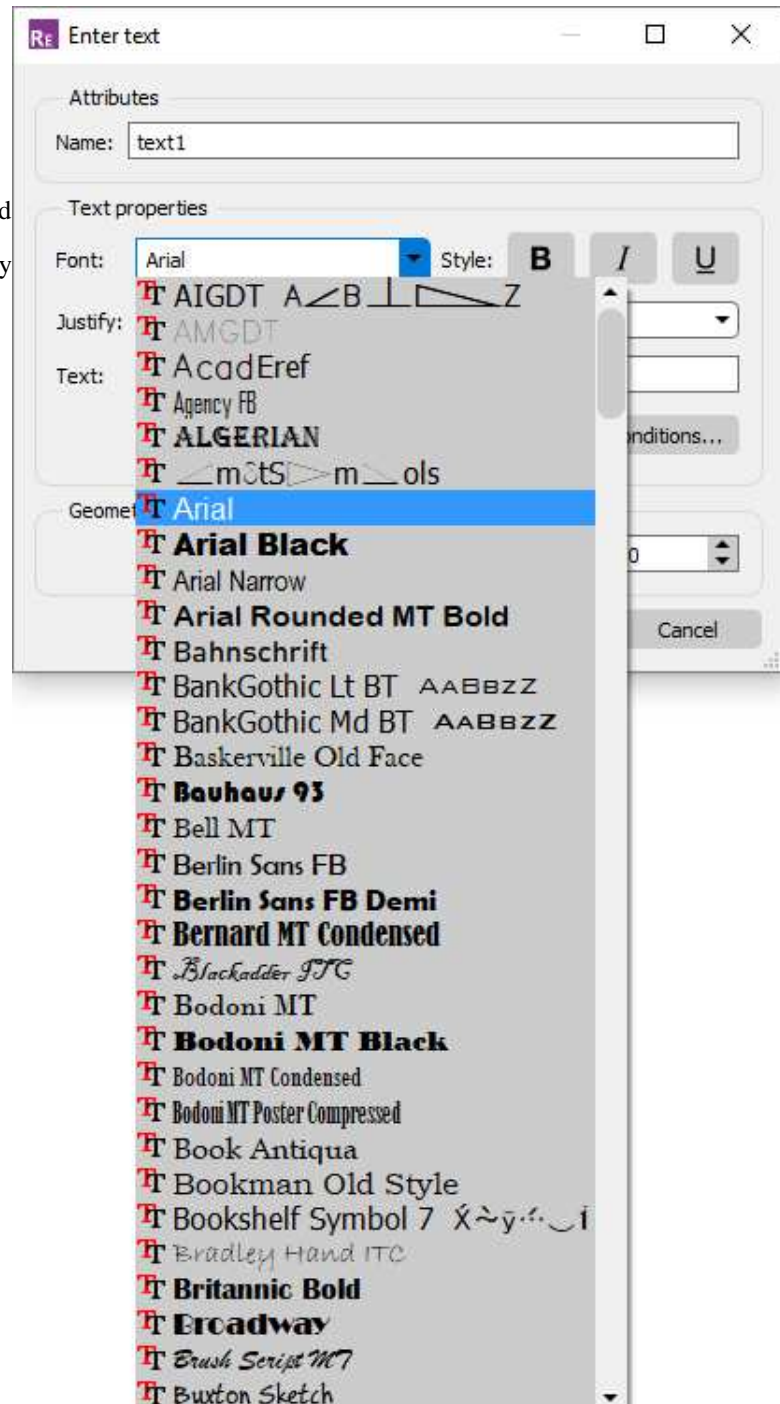 RE Enter text
Attributes
Name: text1
d
Text properties
y
Font: Arial Style: B I U
AIGDT A B Z
Justify:
AMGDT
AcadEref
Text:
Agency FB
ALGERIAN
onditions...
ols
Geomet
Arial
Arial Black
0
Arial Narrow
Arial Rounded MT Bold
Cancel
Bahnschrift
BankGothic Lt BT AABBZZ
BankGothic Md BT AABBZZ
Baskerville Old Face
Bauhaus 93
Bell MT
Berlin Sans FB
Berlin Sans FB Demi
Bernard MT Condensed
Blackadder ITC
Bodoni MT
Bodoni MT Black
Bodoni MT Condensed
Bodoni MT Poster Compressed
Book Antiqua
Bookman Old Style
Bookshelf Symbol 7
Bradley Hand ITC
Britannic Bold
Broadway
Brush Script MT
Buxton Sketch